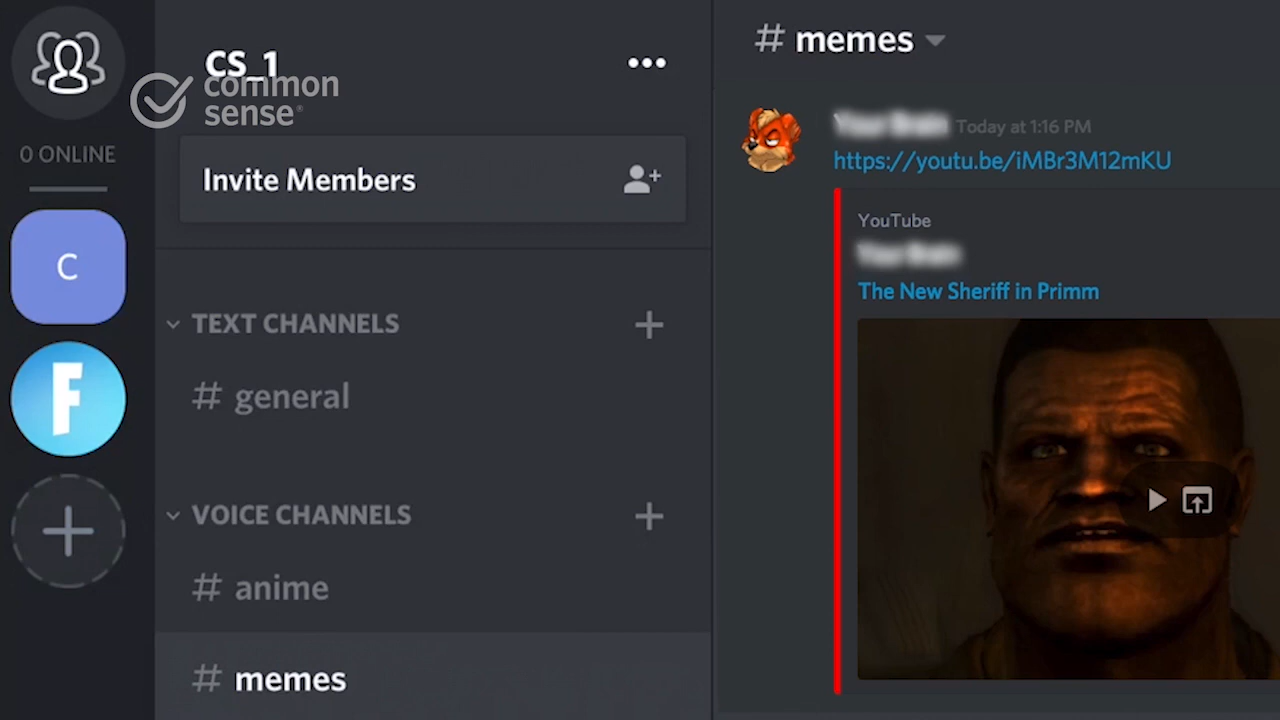 CS_1
common
sense®
0 ONLINE
Invite Members
C
F
TEXT CHANNELS
# general
VOICE CHANNELS
# anime
# memes
# memes
Today at 1:16 PM
https://youtu.be/iMBr3M12mKU
YouTube
The New Sheriff in Primm